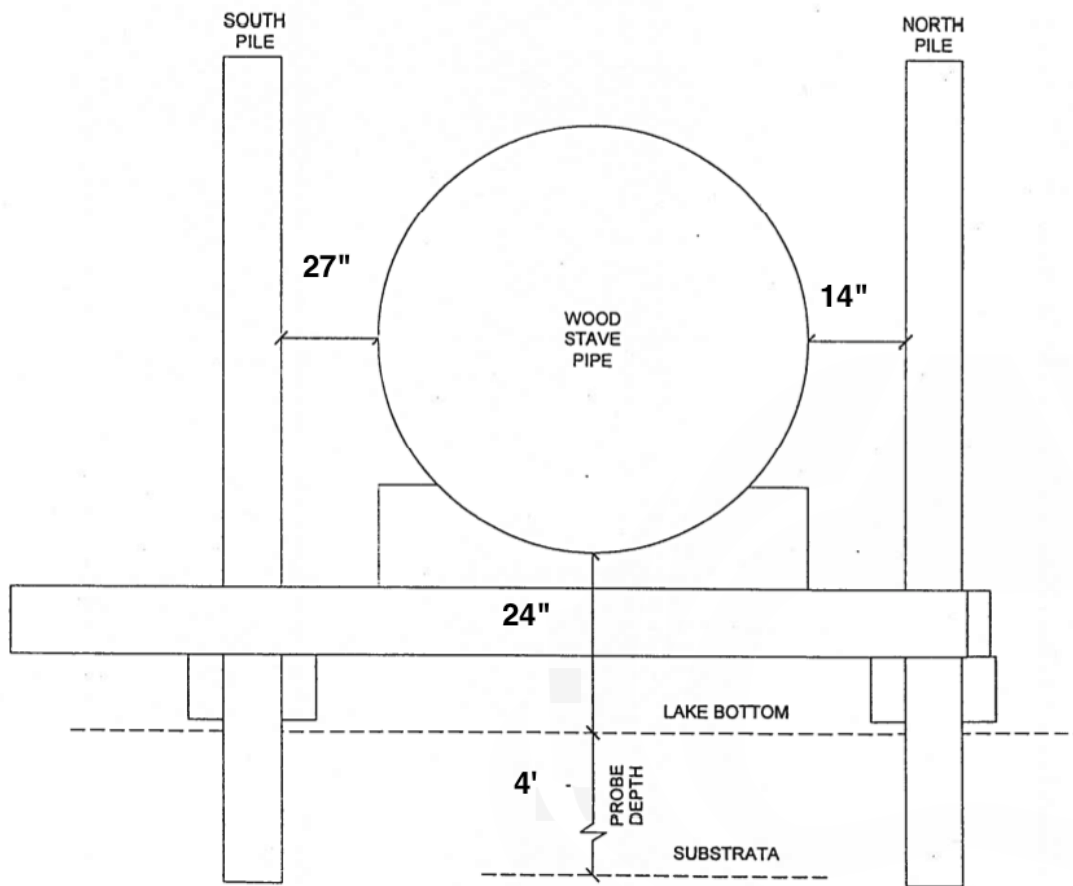 SOUTH
PILE
NORTH
PILE
27"
14"
WOOD
STAVE
PIPE
24"
LAKE BOTTOM
4'
PROBE
DEPTH
SUBSTRATA